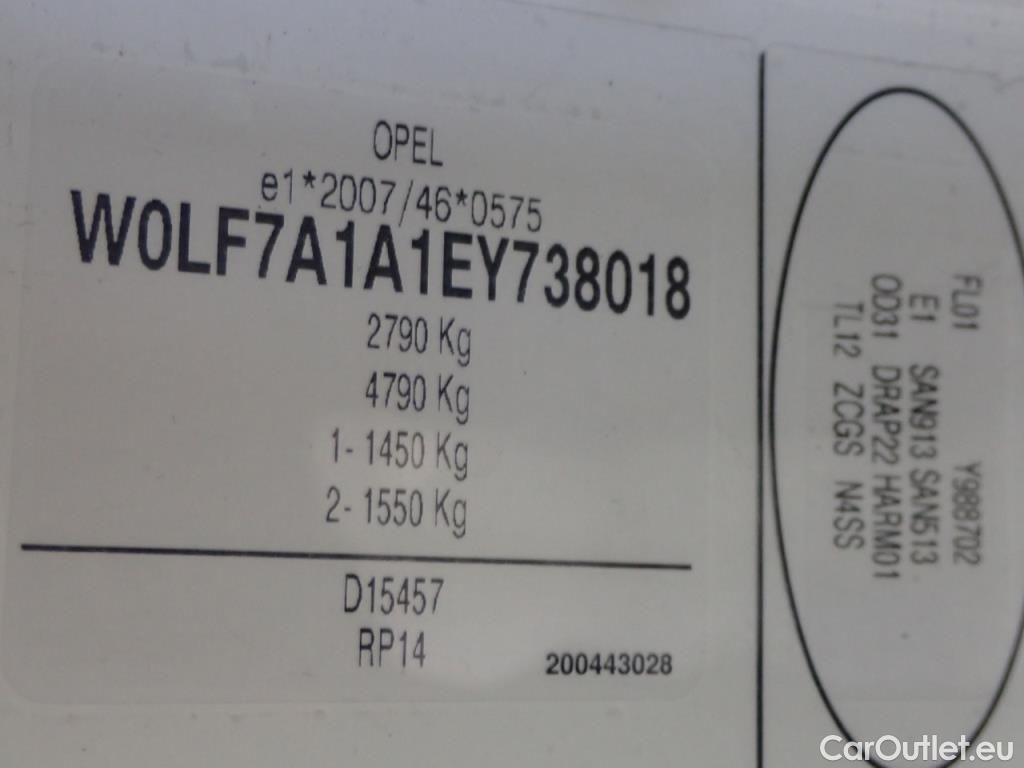 OPEL
e1*2007/46*0575
W0LF7A1A1EY738018
2790 Kg
4790 Kg
1- 1450 Kg
2- 1550 Kg
D15457
RP14
200443028
FL01 Y988702
E1 SAN913 SAN513
OD31 DRAP22 HARM01
TL12 ZCGS N4SS
CarOutlet.eu